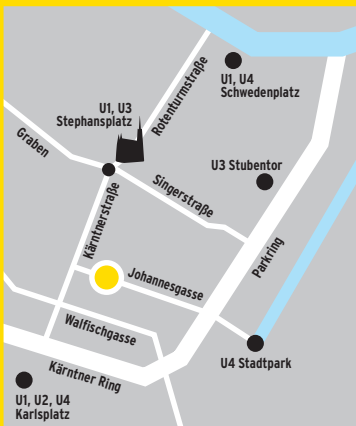 U1, U4
Schwedenplatz
U1, U3
Stephansplatz
Rotenturmstraße
Graben
U3 Stubentor
Singerstraße
Kärntnerstraße
Parkring
Johannesgasse
Walfischgasse
U4 Stadtpark
Kärntner Ring
U1, U2, U4
Karlsplatz